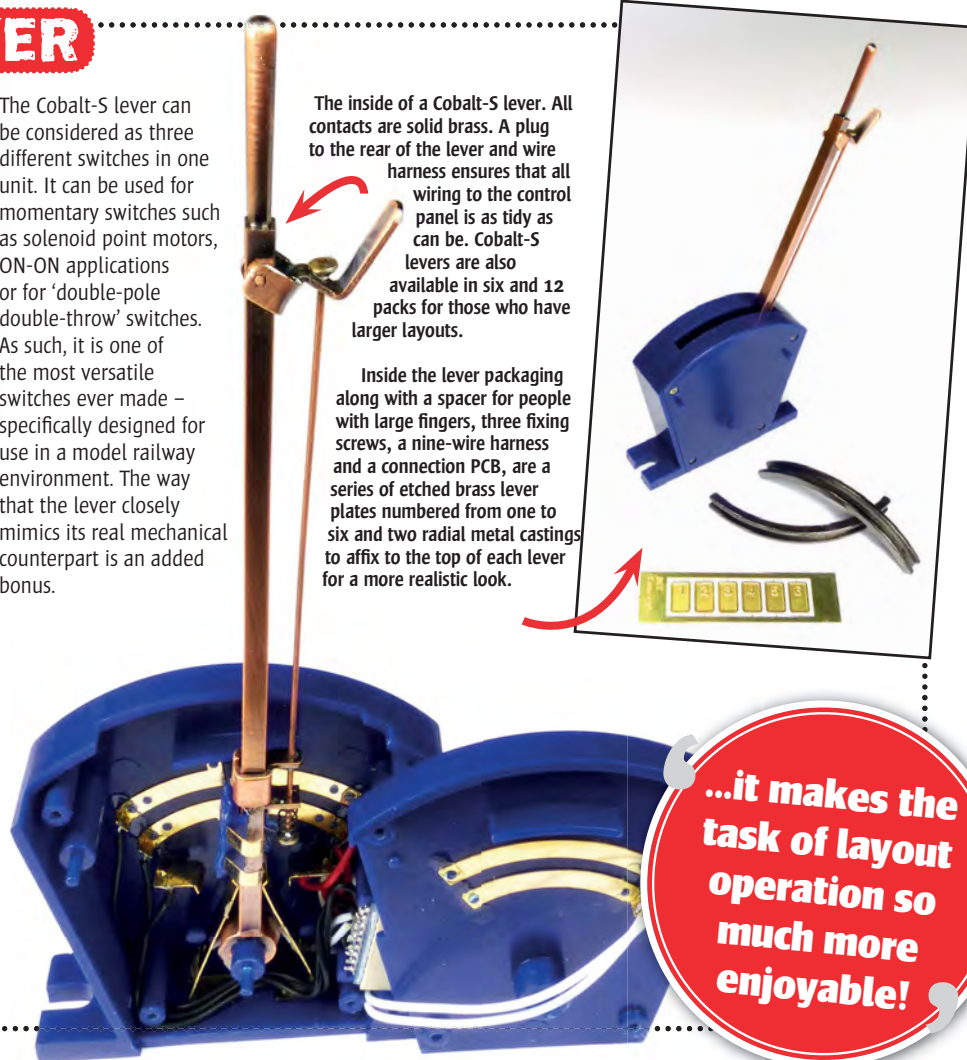 ER
The Cobalt-S lever can
be considered as three
different switches in one
unit. It can be used for
momentary switches such
as solenoid point motors,
ON-ON applications
or for ‘double-pole
double-throw’ switches.
As such, it is one of
the most versatile
switches ever made –
specifically designed for
use in a model railway
environment. The way
that the lever closely
mimics its real mechanical
counterpart is an added
bonus.
The inside of a Cobalt-S lever. All
contacts are solid brass. A plug
to the rear of the lever and wire
harness ensures that all
wiring to the control
panel is as tidy as
can be. Cobalt-S
levers are also
available in six and 12
packs for those who have
larger layouts.
Inside the lever packaging
along with a spacer for people
with large fingers, three fixing
screws, a nine-wire harness
and a connection PCB, are a
series of etched brass lever
plates numbered from one to
six and two radial metal castings
to affix to the top of each lever
for a more realistic look.
1 2 3 4 5 6
‘...it makes the
task of layout
operation so
much more
enjoyable!’